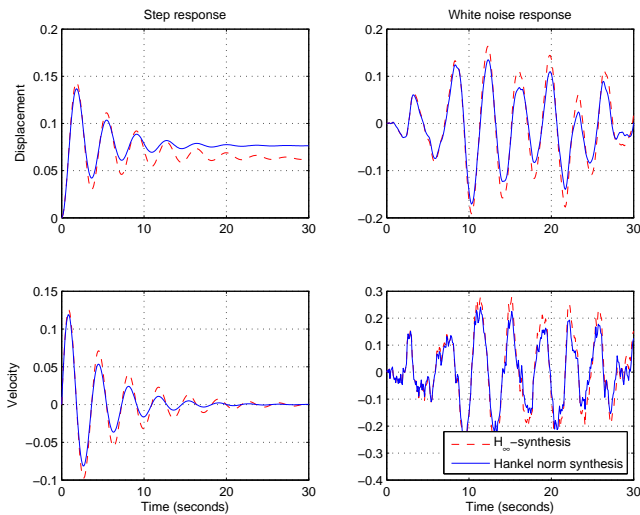 Step response
White noise response
Displacement
0.2
0.15
0.1
0.05
0
0 10 20 30
0.2
0.1
0
−0.1
−0.2
0 10 20 30
Velocity
0.15
0.1
0.05
0
−0.05
−0.1
0 10 20 30
Time (seconds)
0.3
0.2
0.1
0
−0.1
−0.2
−0.3
−0.4
0 10 20 30
Time (seconds)
H∞−synthesis
Hankel norm synthesis